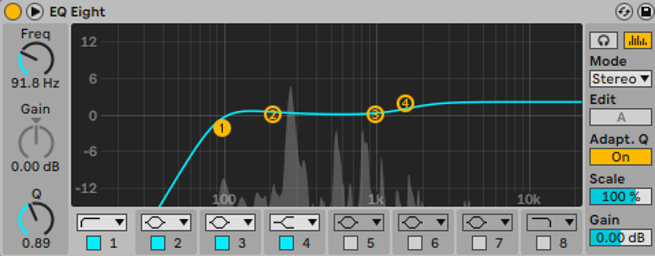 EQ Eight
Freq
91.8 Hz
Gain
0.00 dB
Q
0.89
12
6
0
-6
-12
100
1k
10k
1
2
3
4
1
2
3
4
5
6
7
8
Mode
Stereo
Edit
A
Adapt. Q
On
Scale
100 %
Gain
0.00 dB